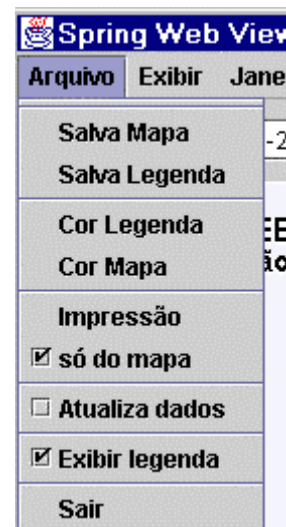 Spring Web View
Arquivo Exibir Jane
Salva Mapa
Salva Legenda
Cor Legenda
Cor Mapa
Impressão
só do mapa
Atualiza dados
Exibir legenda
Sair